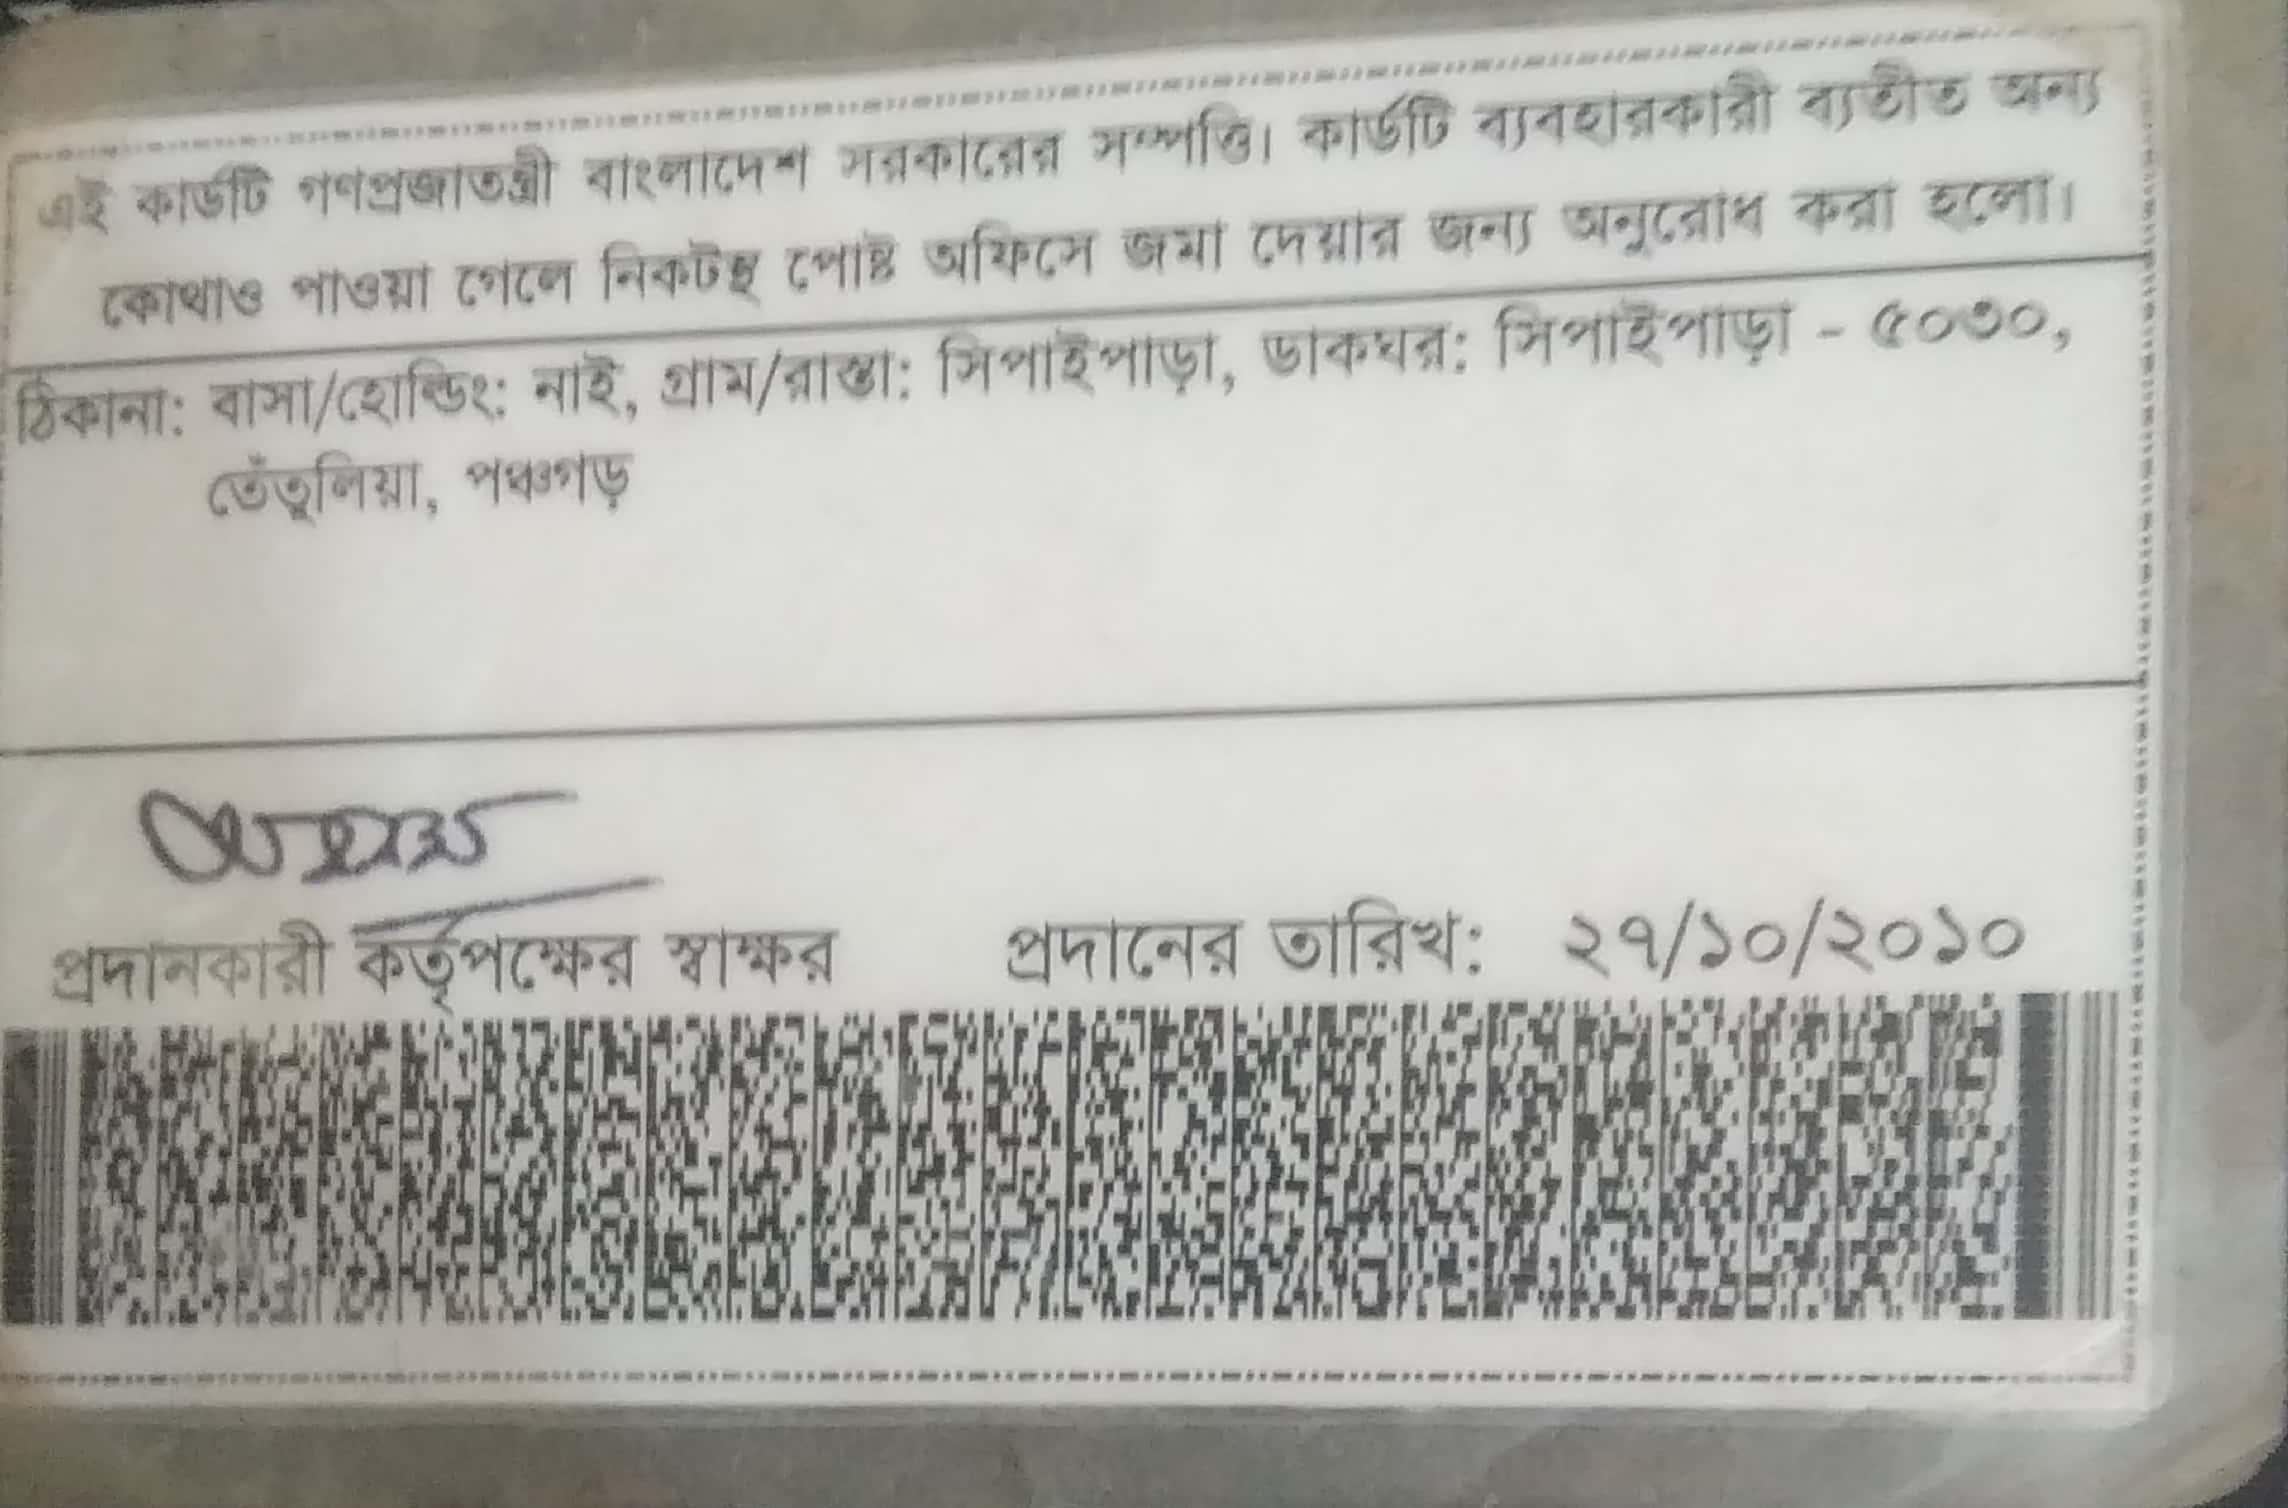 এই কার্ডটি গণপ্রজাতন্ত্রী বাংলাদেশ সরকারের সম্পত্তি। কার্ডটি ব্যবহারকারী ব্যতীত অন্য
কোথাও পাওয়া গেলে নিকটস্থ পোষ্ট অফিসে জমা দেয়ার জন্য অনুরোধ করা হলো।
ঠিকানা: বাসা/হোল্ডিং: নাই, গ্রাম/রাস্তা: সিপাইপাড়া, ডাকঘর: সিপাইপাড়া - ৫০৩০,
তেঁতুলিয়া, পঞ্চগড়
প্রদানকারী কর্তৃপক্ষের স্বাক্ষর প্রদানের তারিখ: ২৭/১০/২০১০